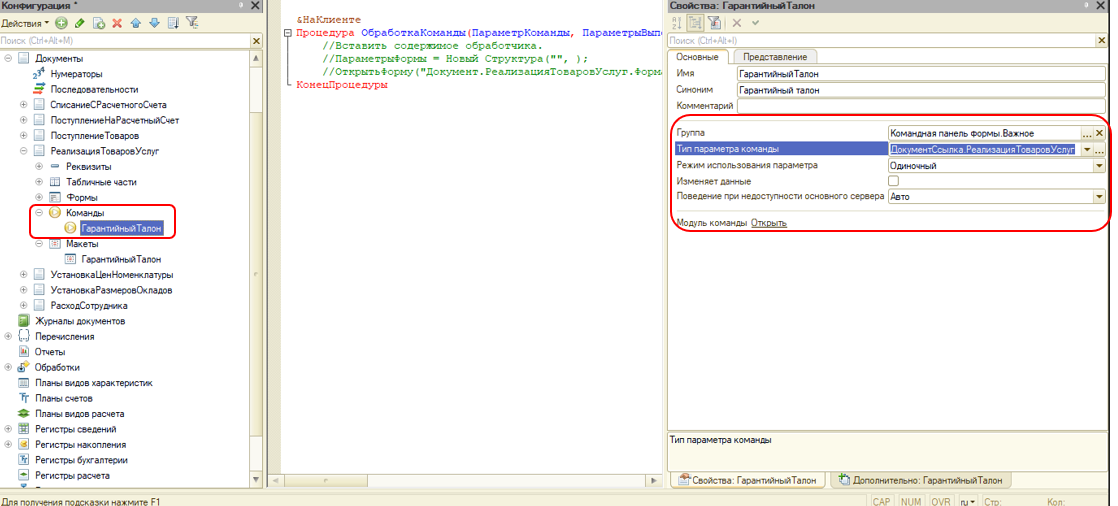 Конфигурация *
Действия
Поиск (Ctrl+Alt+M)
Документы
Нумераторы
Последовательности
СписаниеСРасчетногоСчета
ПоступлениеНаРасчетныйСчет
ПоступлениеТоваров
РеализацияТоваровУслуг
Реквизиты
Табличные части
Формы
Команды
ГарантийныйТалон
Макеты
ГарантийныйТалон
УстановкаЦенНоменклатуры
УстановкаРазмеровОкладов
РасходСотрудника
Журналы документов
Перечисления
Отчеты
Обработки
Планы видов характеристик
Планы счетов
Планы видов расчета
Регистры сведений
Регистры накопления
Регистры бухгалтерии
Регистры расчета
&НаКлиенте
Процедура ОбработкаКоманды(ПараметрКоманды, ПараметрыВыпо
//Вставить содержимое обработчика.
//ПараметрыФормы = Новый Структура("", );
//ОткрытьФорму("Документ.РеализацияТоваровУслуг.Форма
КонецПроцедуры
Свойства: ГарантийныйТалон
Поиск (Ctrl+Alt+I)
Основные Представление
Имя ГарантийныйТалон
Синоним Гарантийный талон
Комментарий
Группа Командная панель формы.Важное
Тип параметра команды ДокументСсылка.РеализацияТоваровУслуг
Режим использования параметра Одиночный
Изменяет данные
Поведение при недоступности основного сервера Авто
Модуль команды Открыть
Тип параметра команды
Свойства: ГарантийныйТалон Дополнительно: ГарантийныйТалон
Для получения подсказки нажмите F1 CAP NUM OVR ru Стр: Кол: